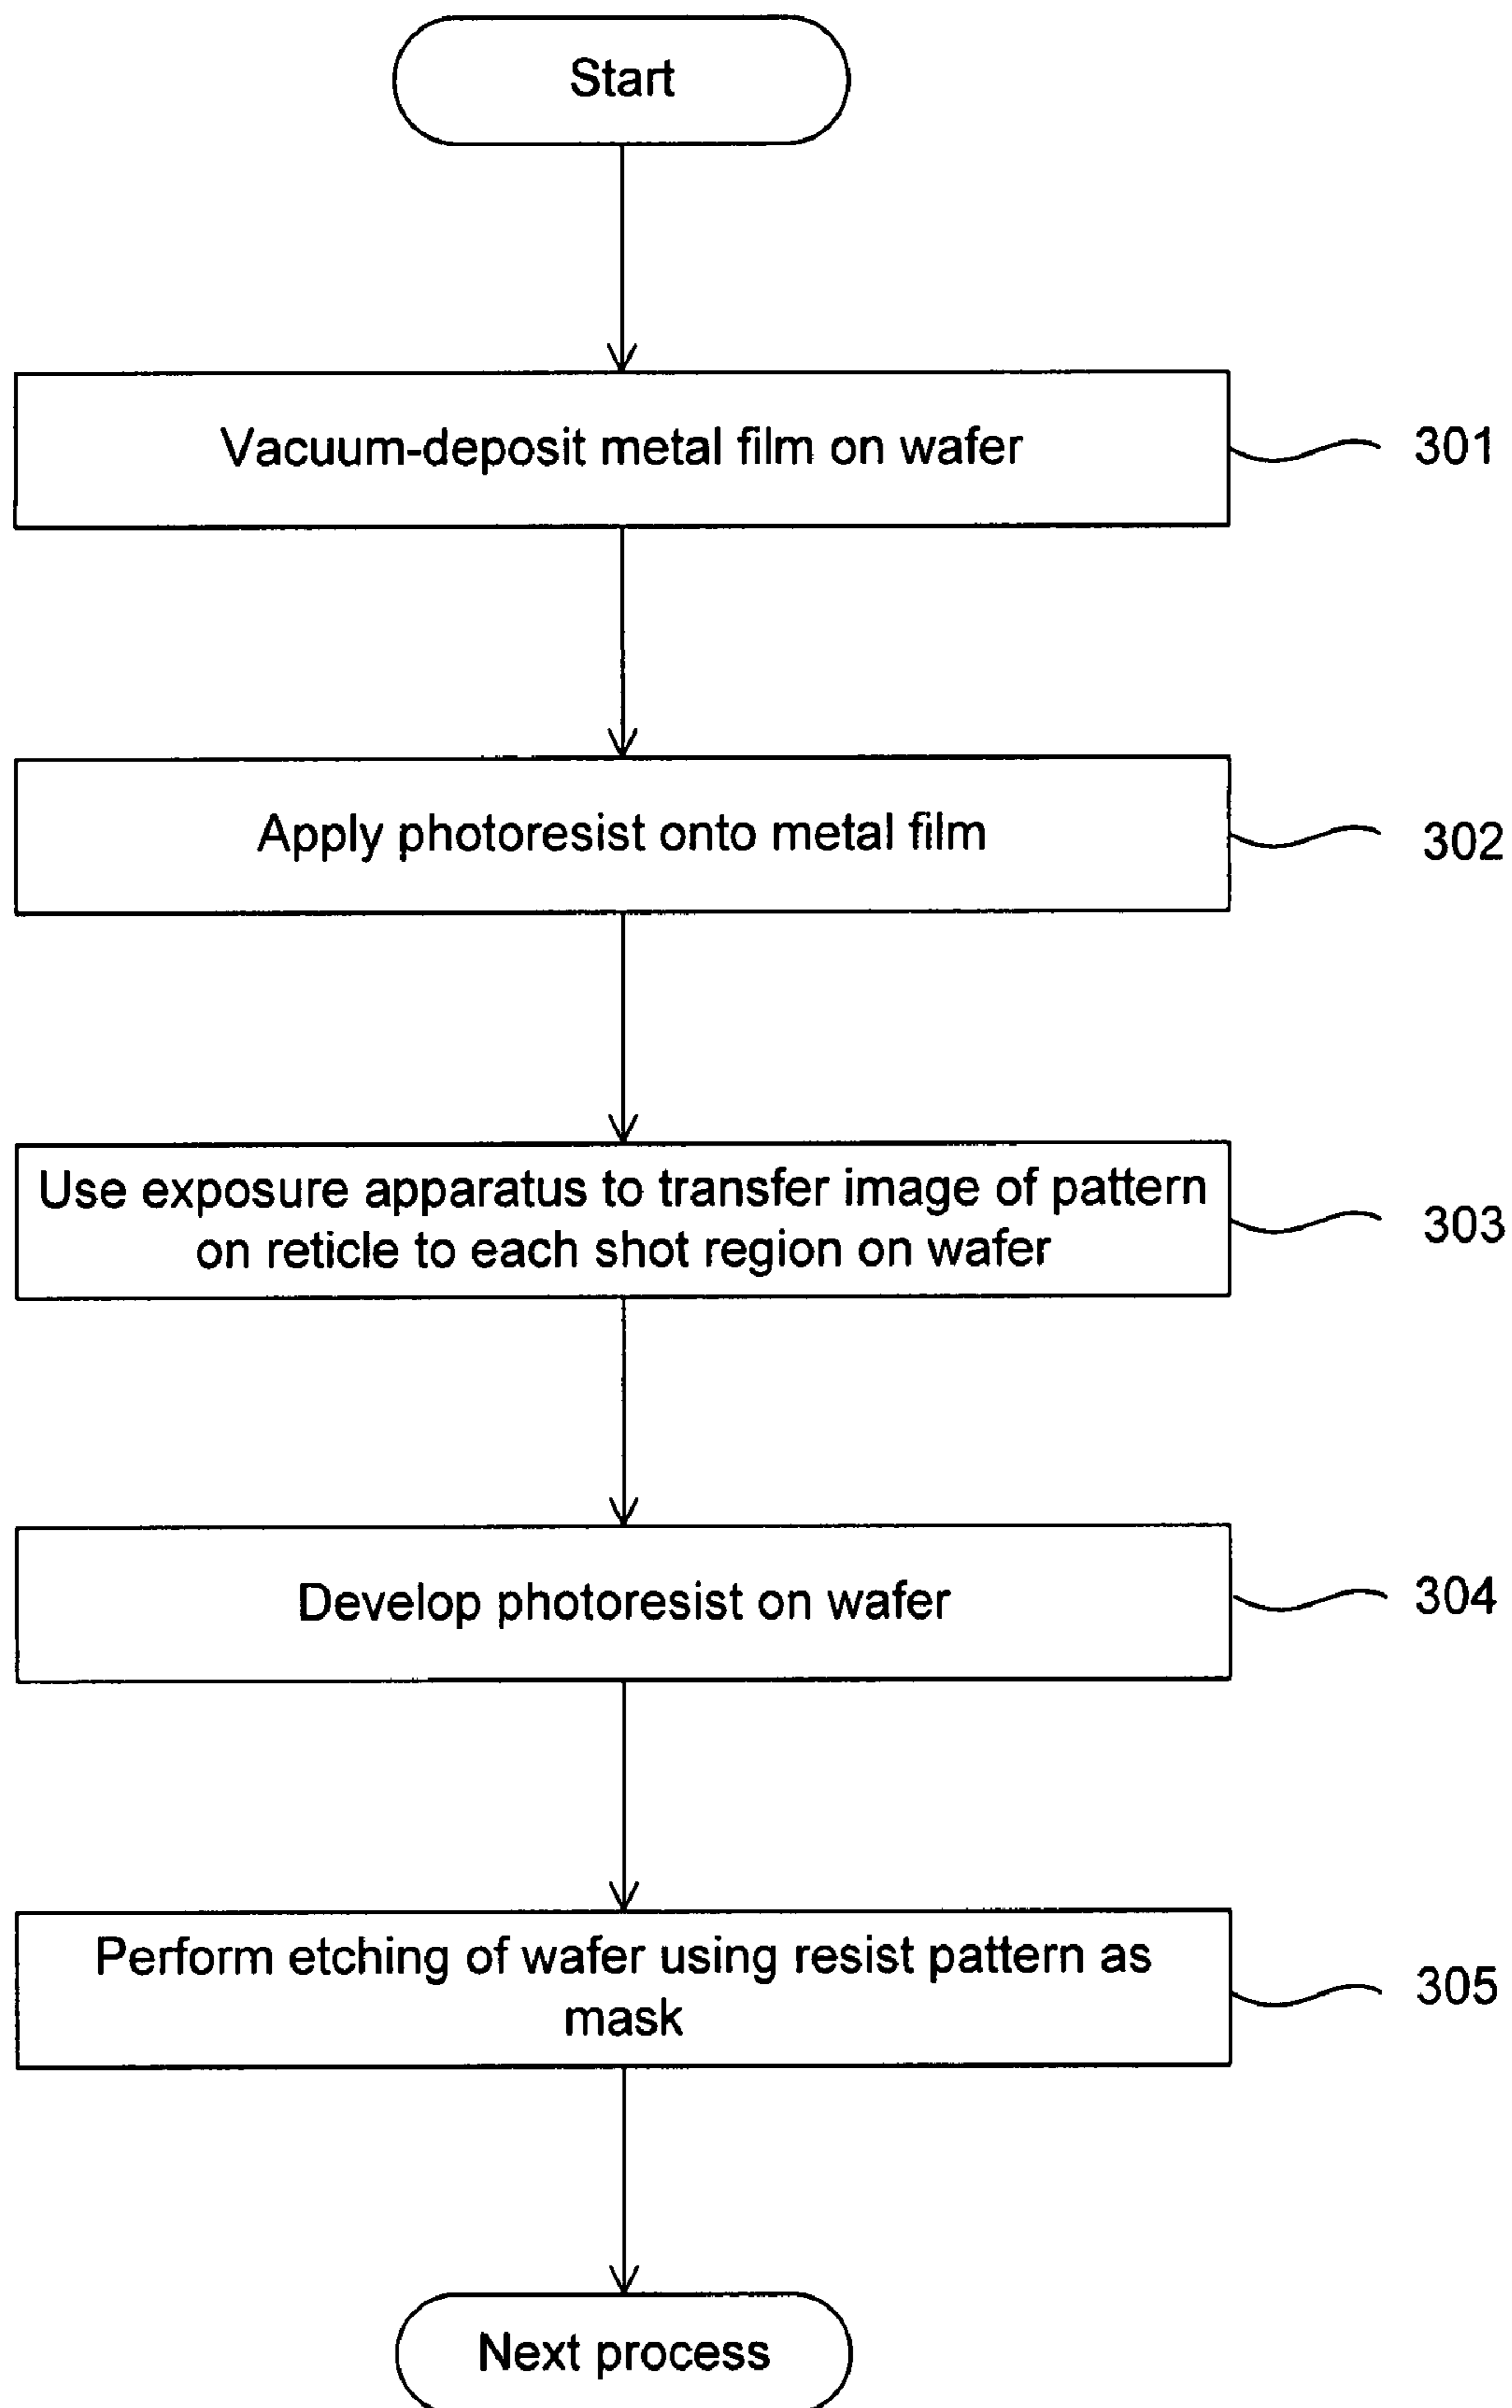 Start
Vacuum-deposit metal film on wafer
301
Apply photoresist onto metal film
302
Use exposure apparatus to transfer image of pattern
on reticle to each shot region on wafer
303
Develop photoresist on wafer
304
Perform etching of wafer using resist pattern as
mask
305
Next process